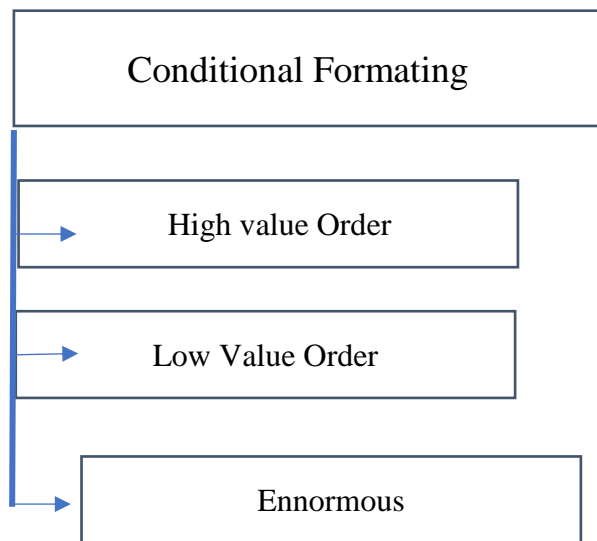 Conditional Formating
High value Order
Low Value Order
Ennormous